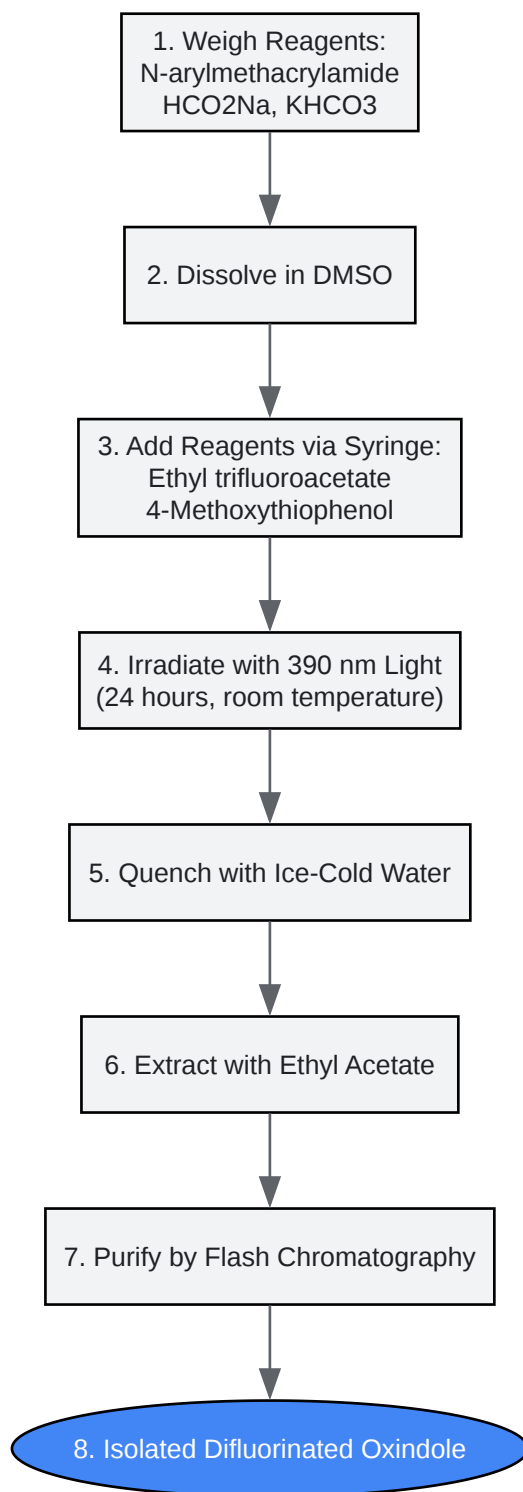 1. Weigh Reagents:
N-arylmethacrylamide
HCO2Na, KHCO3
2. Dissolve in DMSO
3. Add Reagents via Syringe:
Ethyl trifluoroacetate
4-Methoxythiophenol
4. Irradiate with 390 nm Light
(24 hours, room temperature)
5. Quench with Ice-Cold Water
6. Extract with Ethyl Acetate
7. Purify by Flash Chromatography
8. Isolated Difluorinated Oxindole